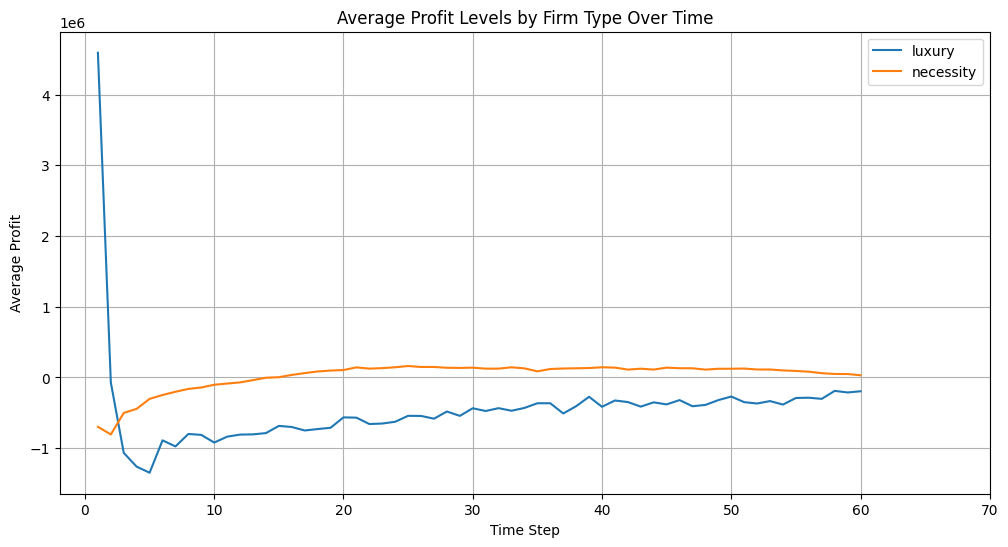 Average Profit Levels by Firm Type Over Time
1e6
luxury
necessity
4
3
2
1
0
−1
Average Profit
0 10 20 30 40 50 60 70
Time Step